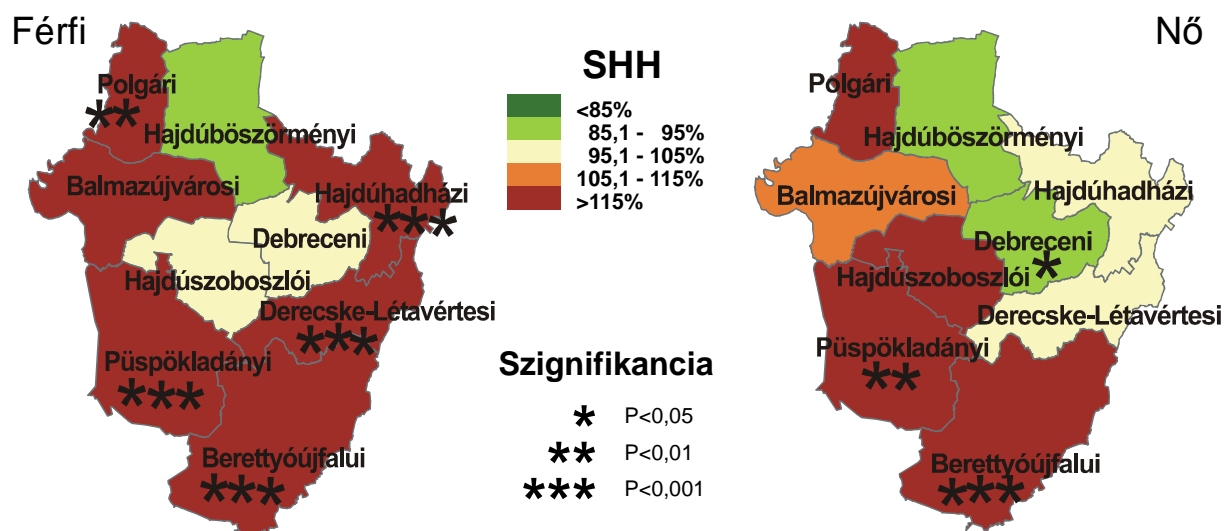 Férfi
Polgári
**
Hajdúböszörményi
Balmazújvárosi
Hajdúhadházi
***
Debreceni
Hajdúszoboszlói
Derecske-Létavértesi
***
Püspökladányi
***
Berettyóújfalui
***
SHH
<85%
85,1 - 95%
95,1 - 105%
105,1 - 115%
>115%
Szignifikancia
* P<0,05
** P<0,01
*** P<0,001
Nő
Polgári
Hajdúböszörményi
Balmazújvárosi
Hajdúhadházi
Debreceni
*
Hajdúszoboszlói
Derecske-Létavértesi
Püspökladányi
**
Berettyóújfalui
***